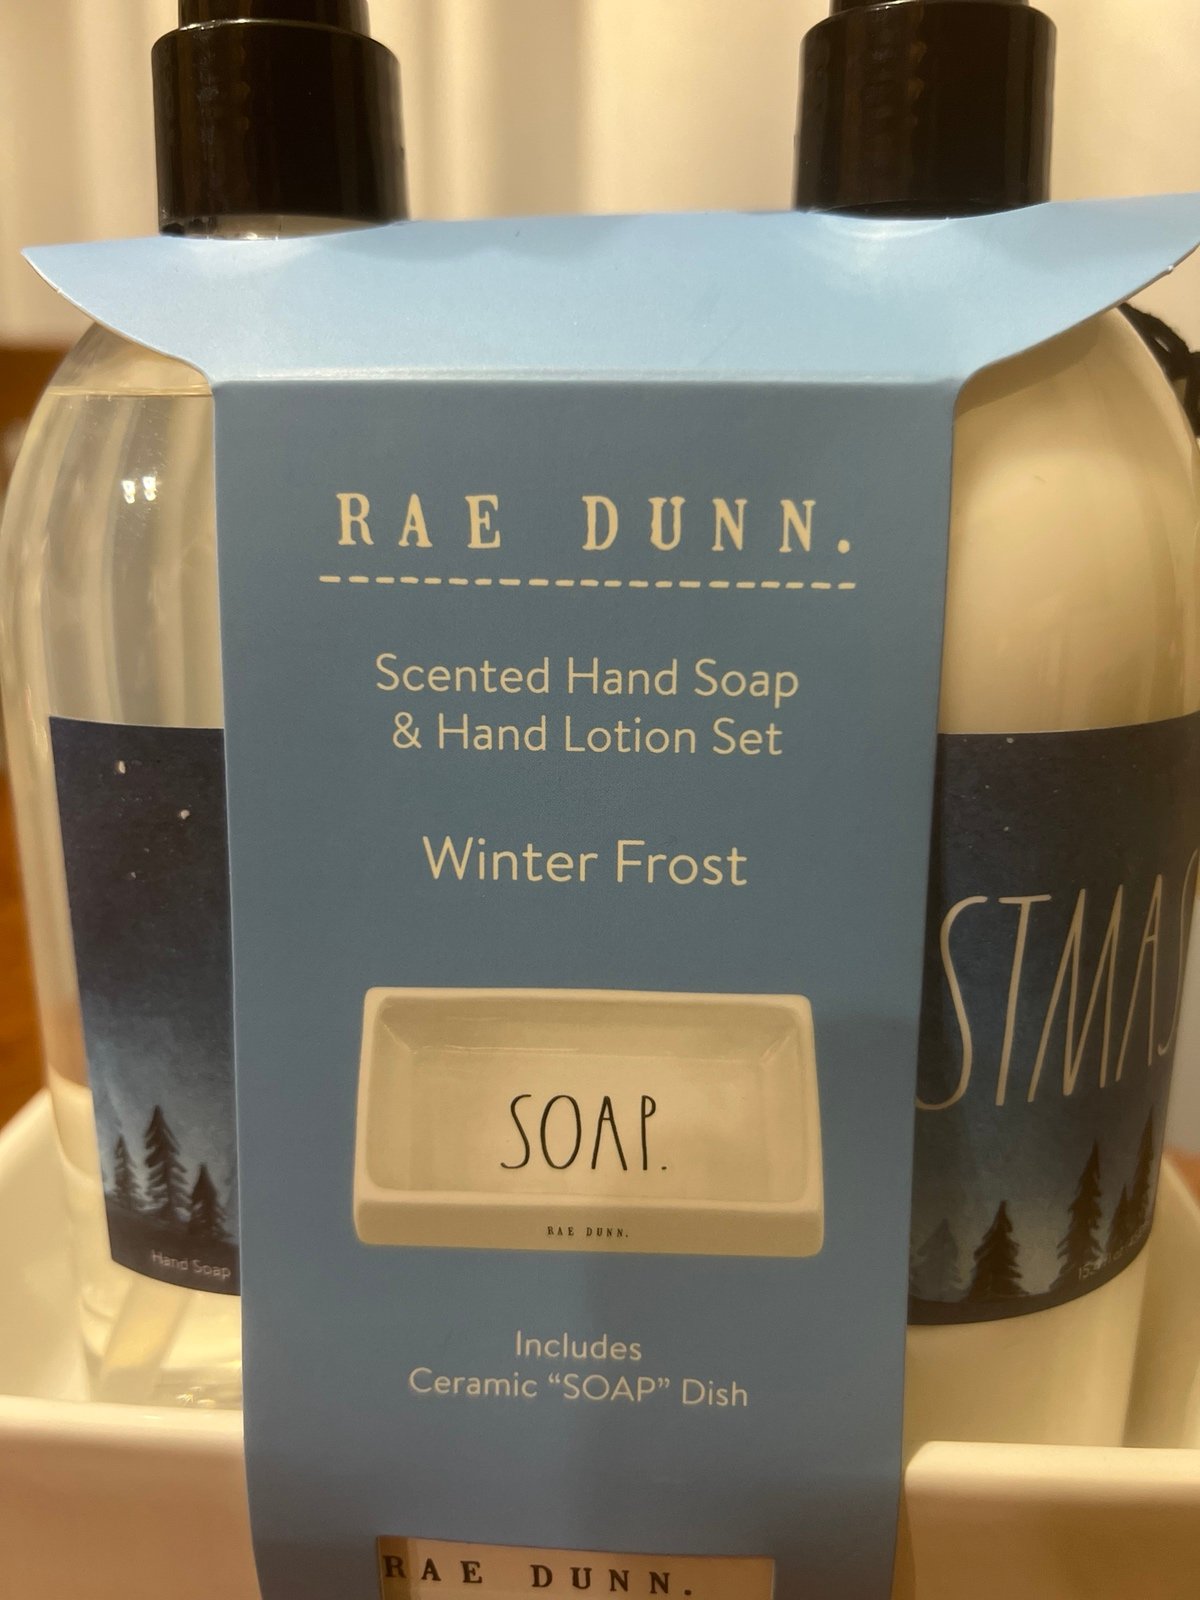 RAE DUNN.
Scented Hand Soap
& Hand Lotion Set
Winter Frost
STMAS
SOAP.
RAE DUNN.
Hand Soap
Includes
Ceramic “SOAP” Dish
RAE DUNN.